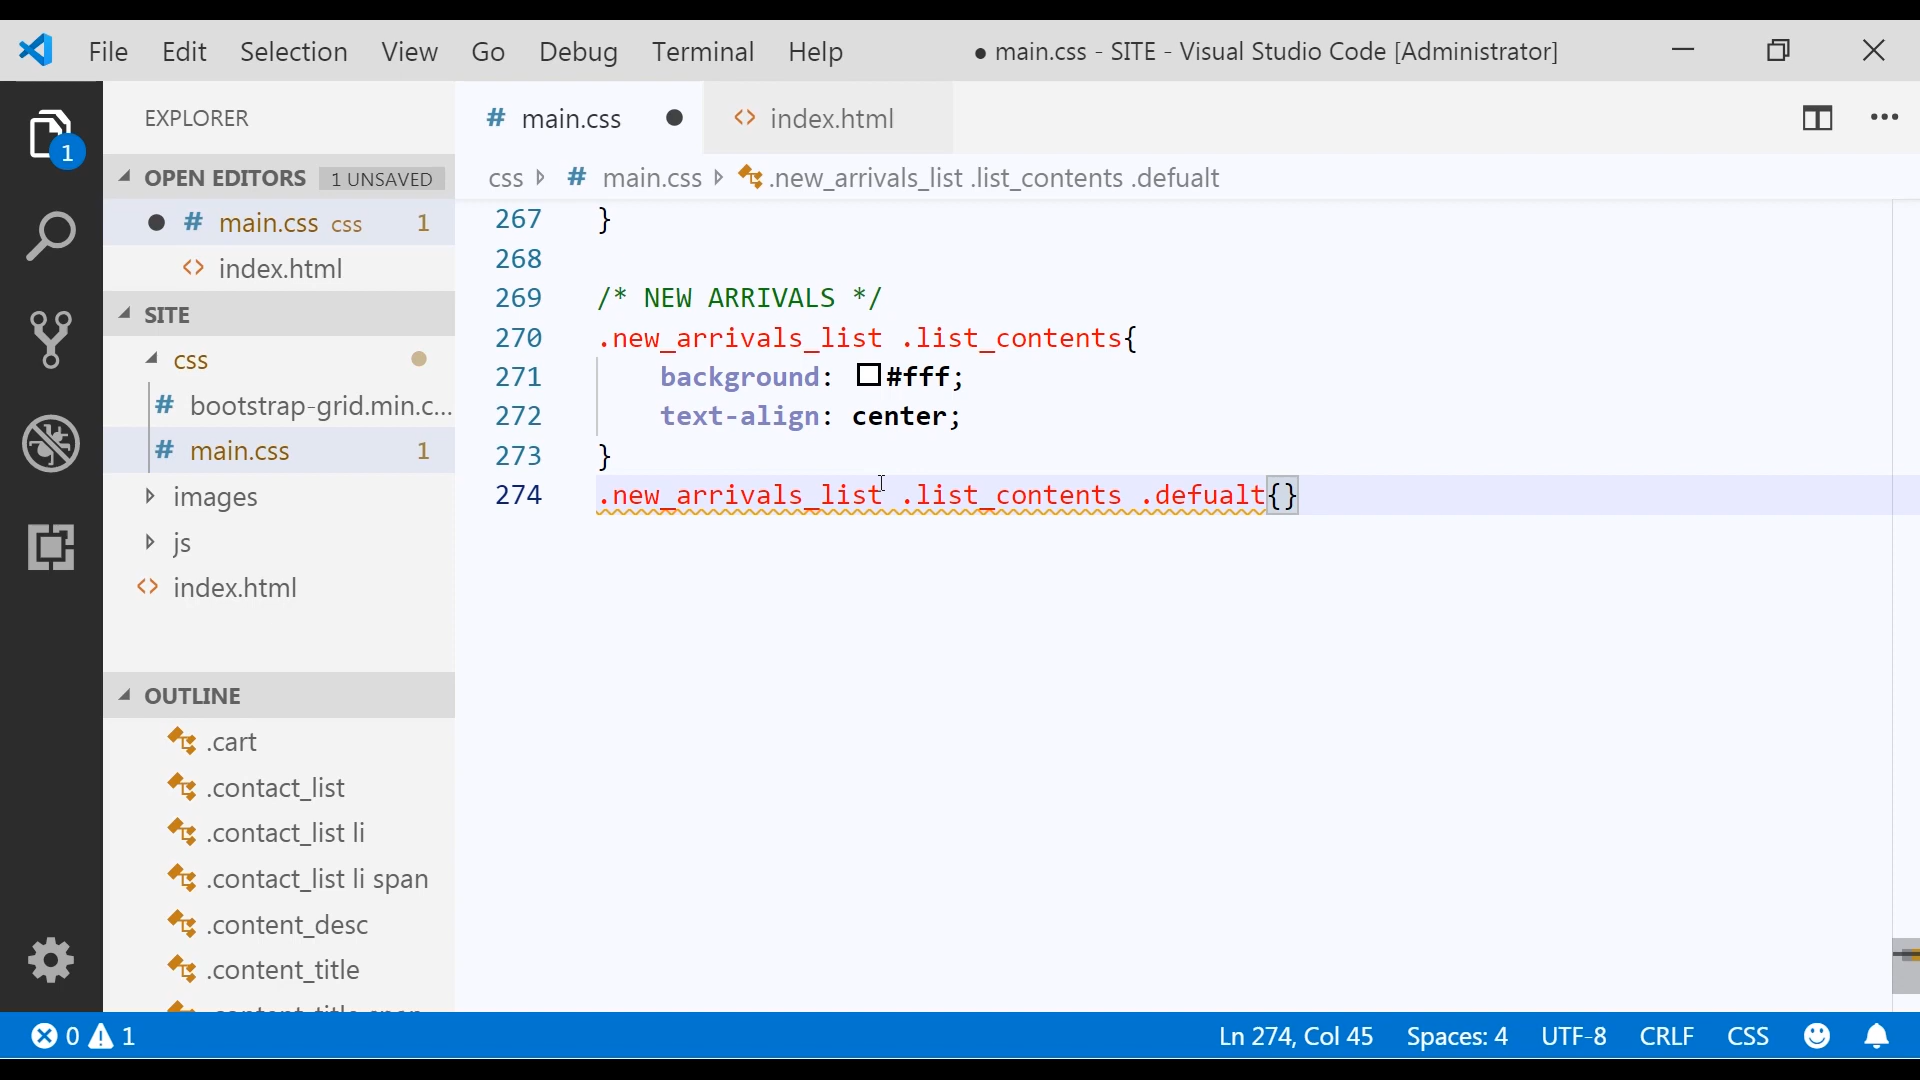 File Edit Selection View Go Debug Terminal Help ● main.css - SITE - Visual Studio Code [Administrator]
EXPLORER
OPEN EDITORS 1 UNSAVED
# main.css css 1
<> index.html
SITE
css
# bootstrap-grid.min.c...
# main.css 1
images
js
<> index.html
OUTLINE
.cart
.contact_list
.contact_list li
.contact_list li span
.content_desc
.content_title
# main.css ● <> index.html
css # main.css .new_arrivals_list .list_contents .defualt
267 }
268
269 /* NEW ARRIVALS */
270 .new_arrivals_list .list_contents{
271 background: #fff;
272 text-align: center;
273 }
274 .new_arrivals_list .list_contents .defualt{}
0 1 Ln 274, Col 45 Spaces: 4 UTF-8 CRLF CSS
1